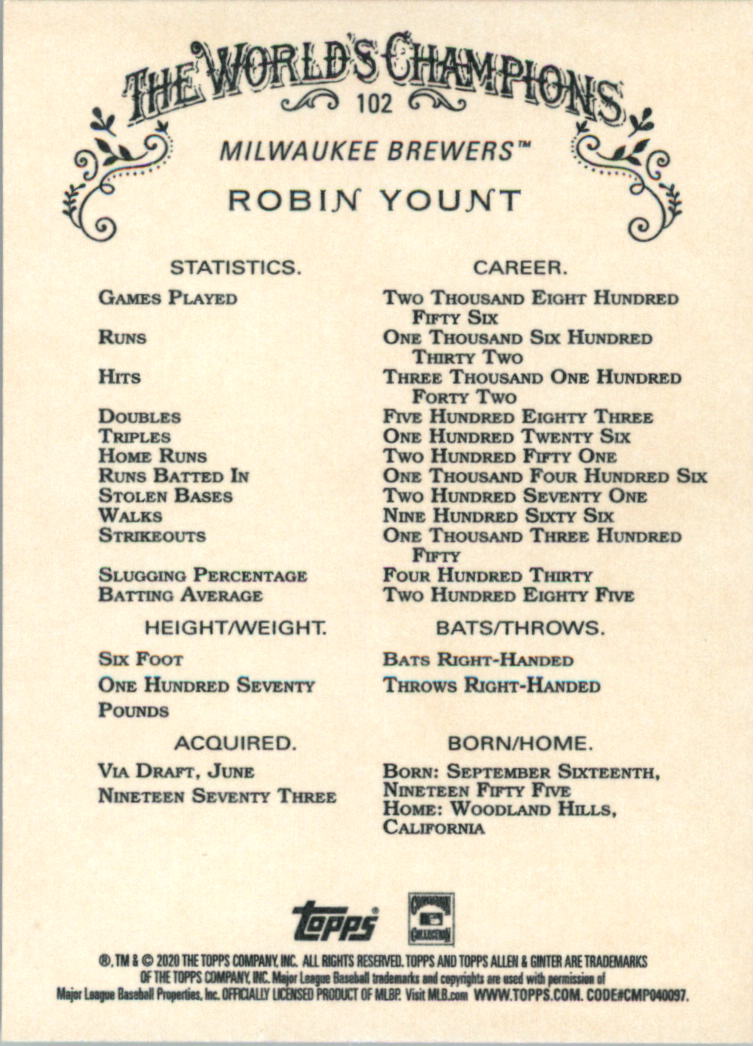 THE WORLD'S CHAMPIONS
102
MILWAUKEE BREWERS™
ROBIN YOUNT
STATISTICS. CAREER.
GAMES PLAYED TWO THOUSAND EIGHT HUNDRED
FIFTY SIX
RUNS ONE THOUSAND SIX HUNDRED
THIRTY TWO
HITS THREE THOUSAND ONE HUNDRED
FORTY TWO
DOUBLES FIVE HUNDRED EIGHTY THREE
TRIPLES ONE HUNDRED TWENTY SIX
HOME RUNS TWO HUNDRED FIFTY ONE
RUNS BATTED IN ONE THOUSAND FOUR HUNDRED SIX
STOLEN BASES TWO HUNDRED SEVENTY ONE
WALKS NINE HUNDRED SIXTY SIX
STRIKEOUTS ONE THOUSAND THREE HUNDRED
FIFTY
SLUGGING PERCENTAGE FOUR HUNDRED THIRTY
BATTING AVERAGE TWO HUNDRED EIGHTY FIVE
HEIGHT/WEIGHT. BATS/THROWS.
SIX FOOT BATS RIGHT-HANDED
ONE HUNDRED SEVENTY THROWS RIGHT-HANDED
POUNDS
ACQUIRED. BORN/HOME.
VIA DRAFT, JUNE BORN: SEPTEMBER SIXTEENTH,
NINETEEN SEVENTY THREE NINETEEN FIFTY FIVE
HOME: WOODLAND HILLS,
CALIFORNIA
topps®
COOPERSTOWN
COLLECTION
®, TM & © 2020 THE TOPPS COMPANY, INC. ALL RIGHTS RESERVED. TOPPS AND TOPPS ALLEN & GINTER ARE TRADEMARKS
OF THE TOPPS COMPANY, INC. Major League Baseball trademarks and copyrights are used with permission of
Major League Baseball Properties, Inc. OFFICIALLY LICENSED PRODUCT OF MLBP. Visit MLB.com WWW.TOPPS.COM. CODE#CMP040097.